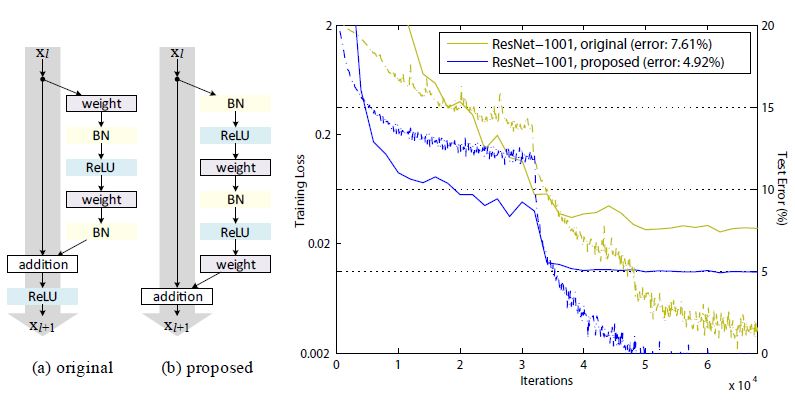 xl
weight
BN
ReLU
weight
BN
addition
ReLU
xl+1
(a) original
xl
BN
ReLU
weight
BN
ReLU
weight
addition
xl+1
(b) proposed
ResNet−1001, original (error: 7.61%)
ResNet−1001, proposed (error: 4.92%)
Training Loss
2
0.2
0.02
0.002
0
1
2
3
4
5
6
Iterations
x 10^4
20
15
10
5
0
Test Error (%)